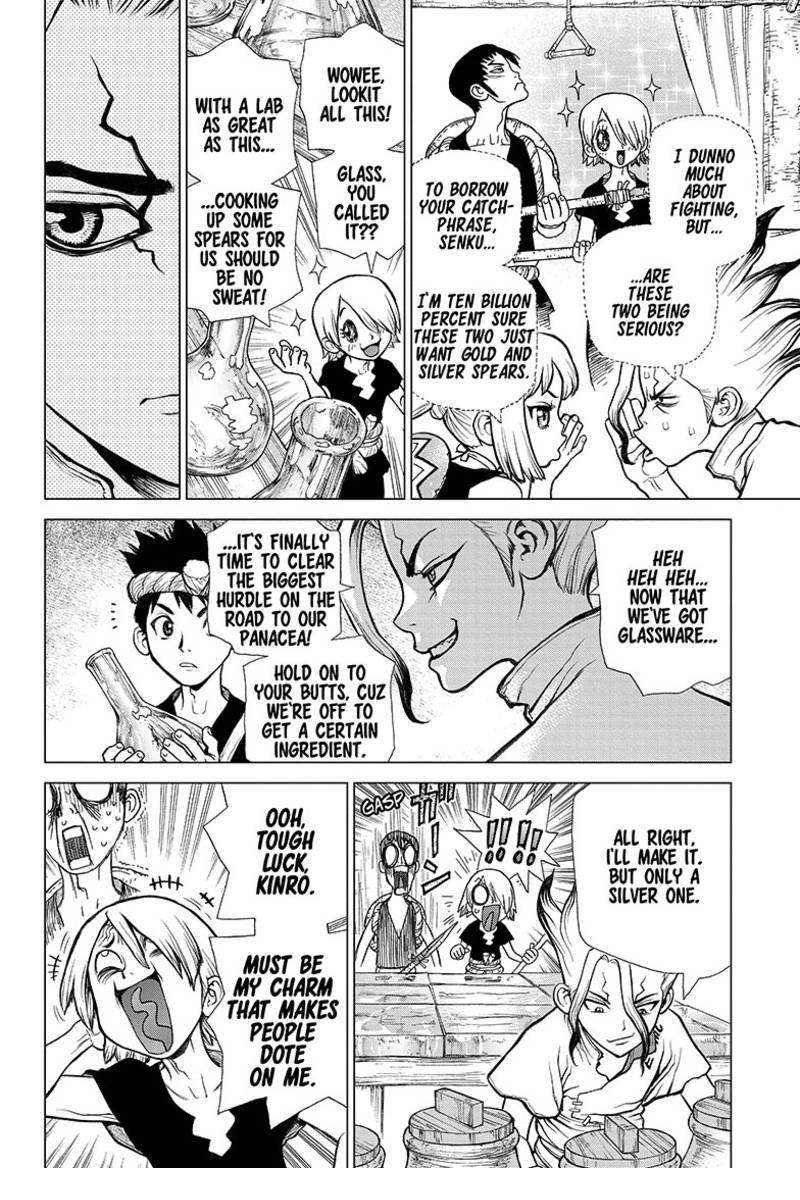 I DUNNO
MUCH
ABOUT
FIGHTING,
BUT...
...ARE
THESE
TWO BEING
SERIOUS?
TO BORROW
YOUR CATCH-
PHRASE,
SENKU...
I'M TEN BILLION
PERCENT SURE
THESE TWO JUST
WANT GOLD AND
SILVER SPEARS.
WOWEE,
LOOKIT
ALL THIS!
GLASS,
YOU
CALLED
IT??
WITH A LAB
AS GREAT
AS THIS...
...COOKING
UP SOME
SPEARS FOR
US SHOULD
BE NO
SWEAT!
HEH
HEH HEH...
NOW THAT
WE'VE GOT
GLASSWARE...
...IT'S FINALLY
TIME TO CLEAR
THE BIGGEST
HURDLE ON THE
ROAD TO OUR
PANACEA!
HOLD ON TO
YOUR BUTTS, CUZ
WE'RE OFF TO
GET A CERTAIN
INGREDIENT.
ALL RIGHT,
I'LL MAKE IT.
BUT ONLY A
SILVER ONE.
GASP
!! !!
OOH,
TOUGH
LUCK,
KINRO.
MUST BE
MY CHARM
THAT MAKES
PEOPLE
DOTE
ON ME.